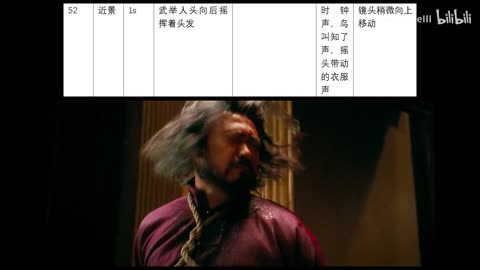 52 近景 1s 武举人头向后摇 时 钟 镜头稍微向上
挥着头发 声，鸟 移动
叫知了
声，摇
头带动
的衣服
声
elll bilibili